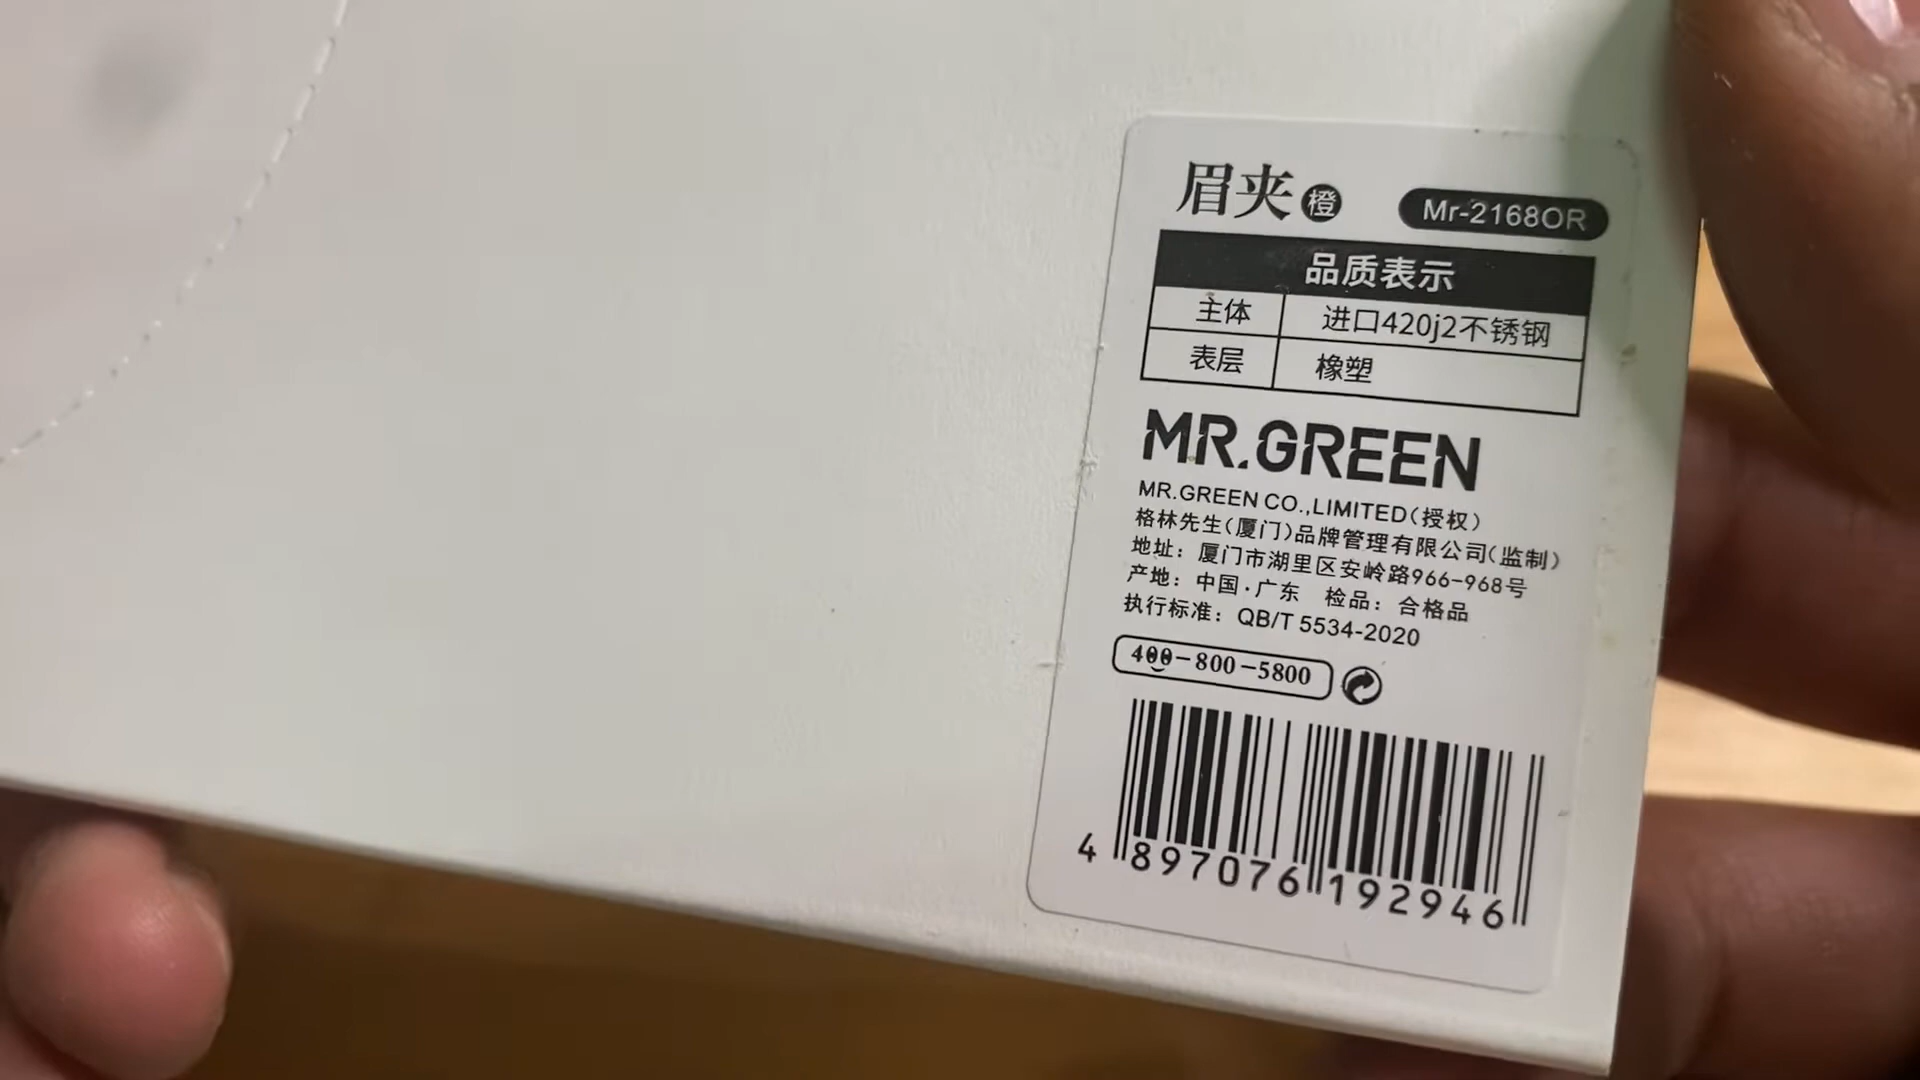 眉夹 橙 Mr-2168OR
品质表示
主体 进口420j2不锈钢
表层 橡塑
MR.GREEN
MR.GREEN CO.,LIMITED(授权)
格林先生(厦门)品牌管理有限公司(监制)
地址：厦门市湖里区安岭路966-968号
产地：中国·广东 检品：合格品
执行标准：QB/T 5534-2020
400-800-5800
4 897076 192946